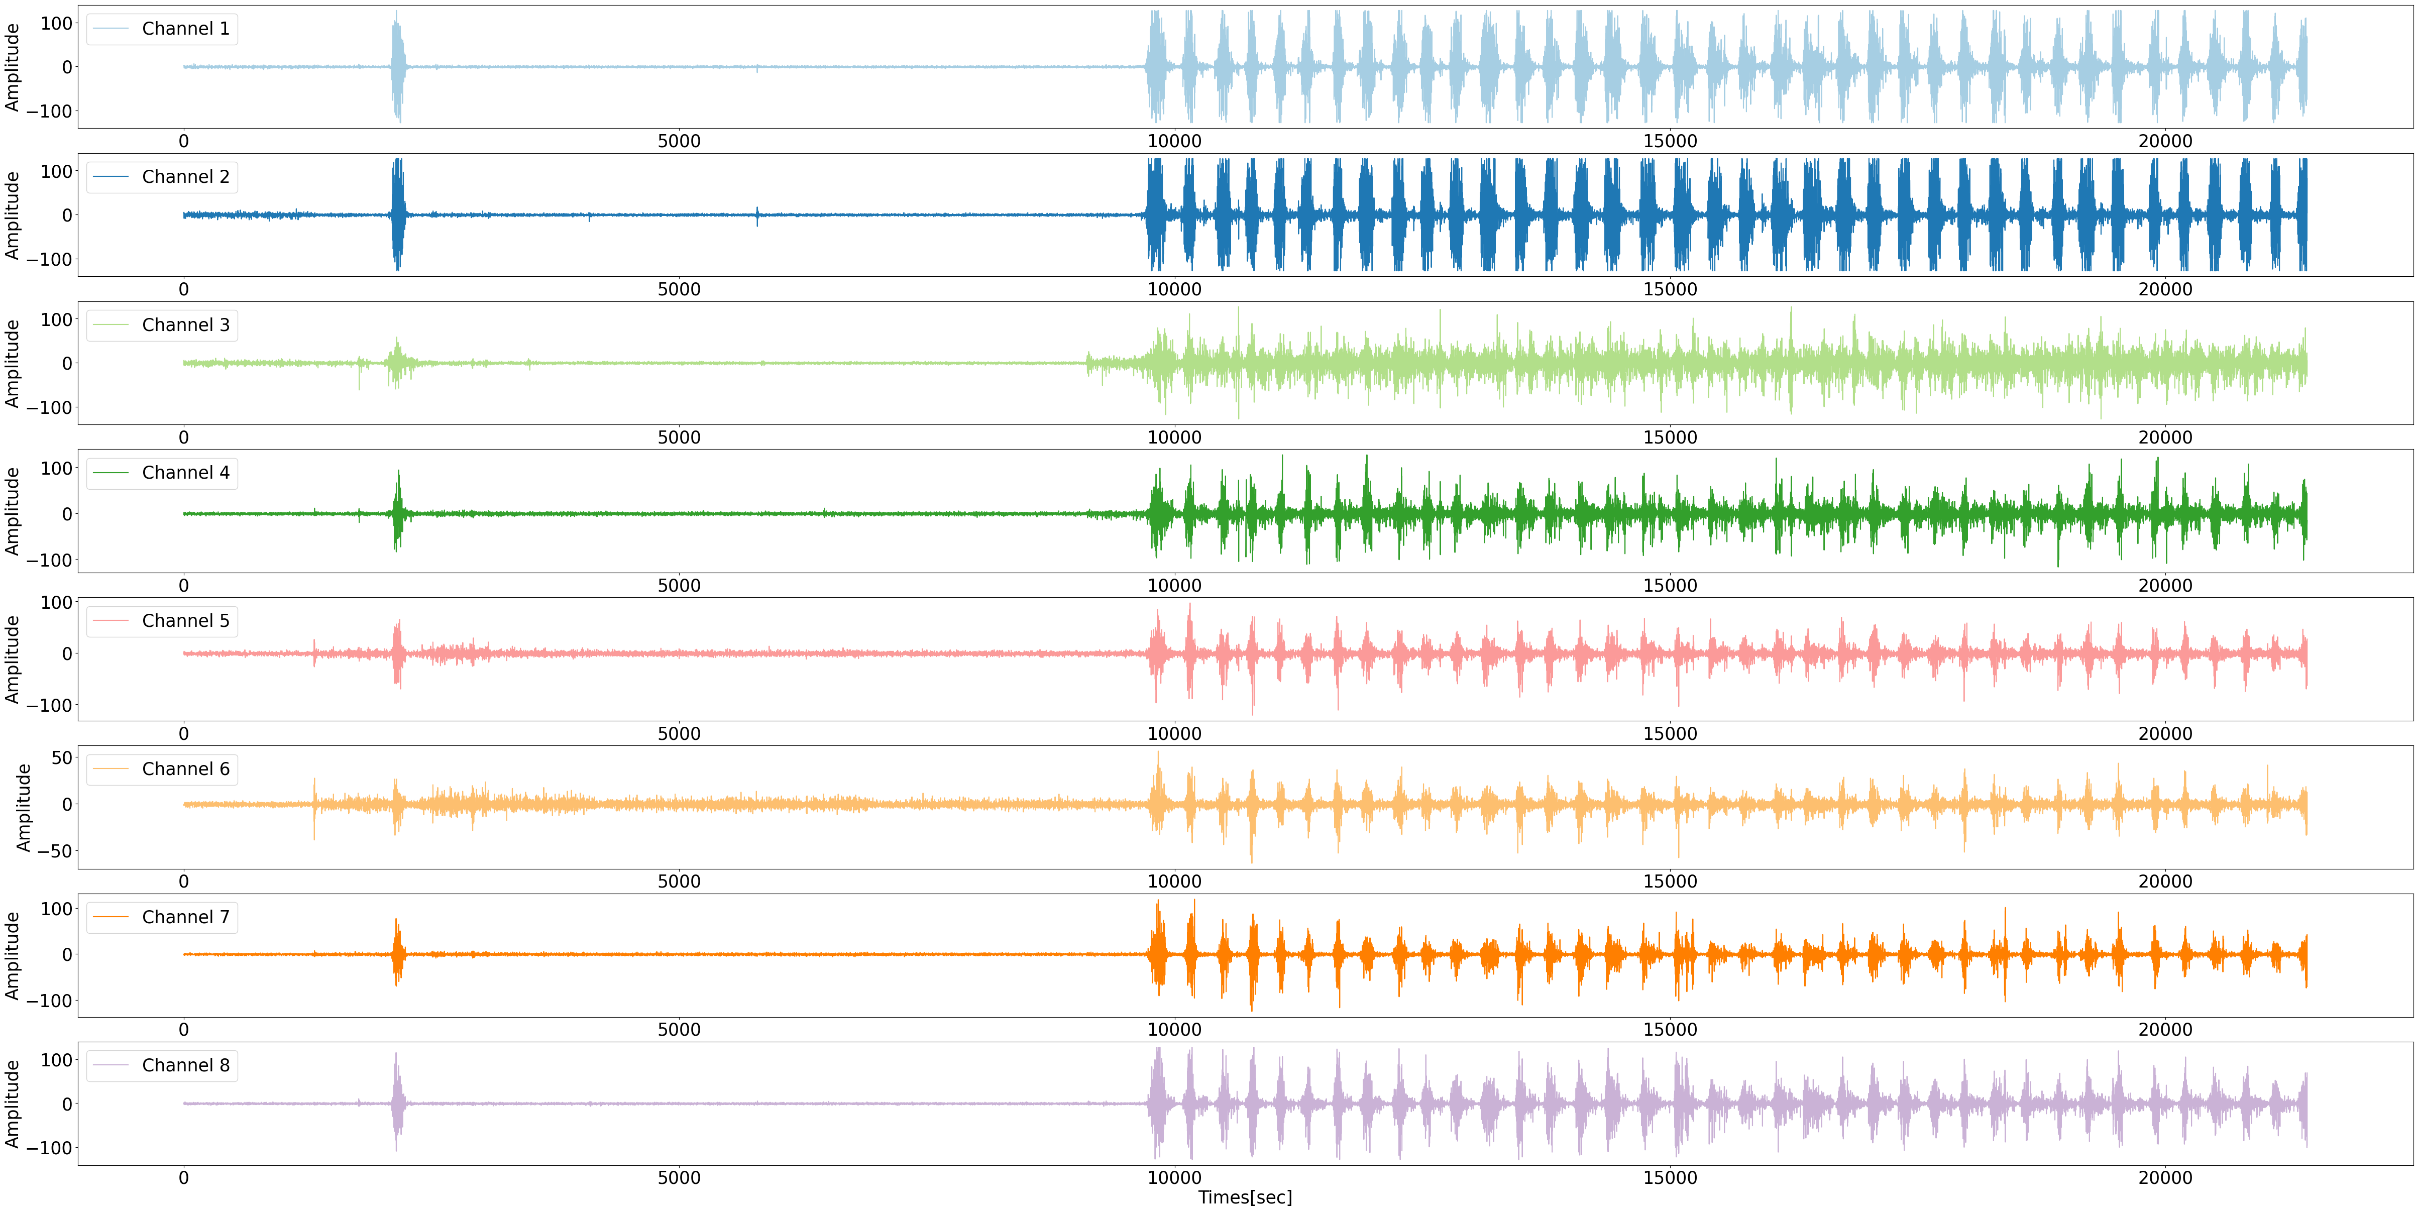 Amplitude
100
0
−100
Channel 1
0 5000 10000 15000 20000
Amplitude
100
0
−100
Channel 2
0 5000 10000 15000 20000
Amplitude
100
0
−100
Channel 3
0 5000 10000 15000 20000
Amplitude
100
0
−100
Channel 4
0 5000 10000 15000 20000
Amplitude
100
0
−100
Channel 5
0 5000 10000 15000 20000
Amplitude
50
0
−50
Channel 6
0 5000 10000 15000 20000
Amplitude
100
0
−100
Channel 7
0 5000 10000 15000 20000
Amplitude
100
0
−100
Channel 8
0 5000 10000 15000 20000
Times[sec]